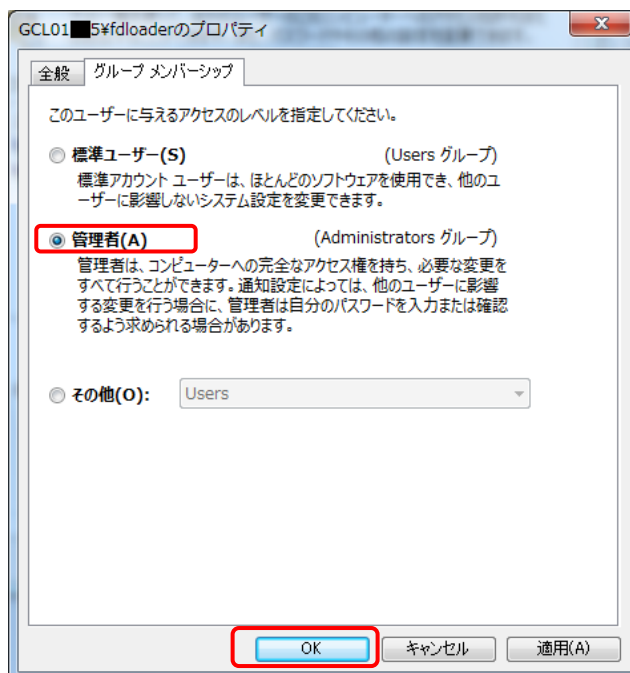 GCL01 5¥fdloaderのプロパティ
全般 グループ メンバーシップ
このユーザーに与えるアクセスのレベルを指定してください。
標準ユーザー(S) (Users グループ)
標準アカウント ユーザーは、ほとんどのソフトウェアを使用でき、他のユ
ーザーに影響しないシステム設定を変更できます。
管理者(A) (Administrators グループ)
管理者は、コンピューターへの完全なアクセス権を持ち、必要な変更を
すべて行うことができます。通知設定によっては、他のユーザーに影響
する変更を行う場合に、管理者は自分のパスワードを入力または確認
するよう求められる場合があります。
その他(O): Users
OK キャンセル 適用(A)